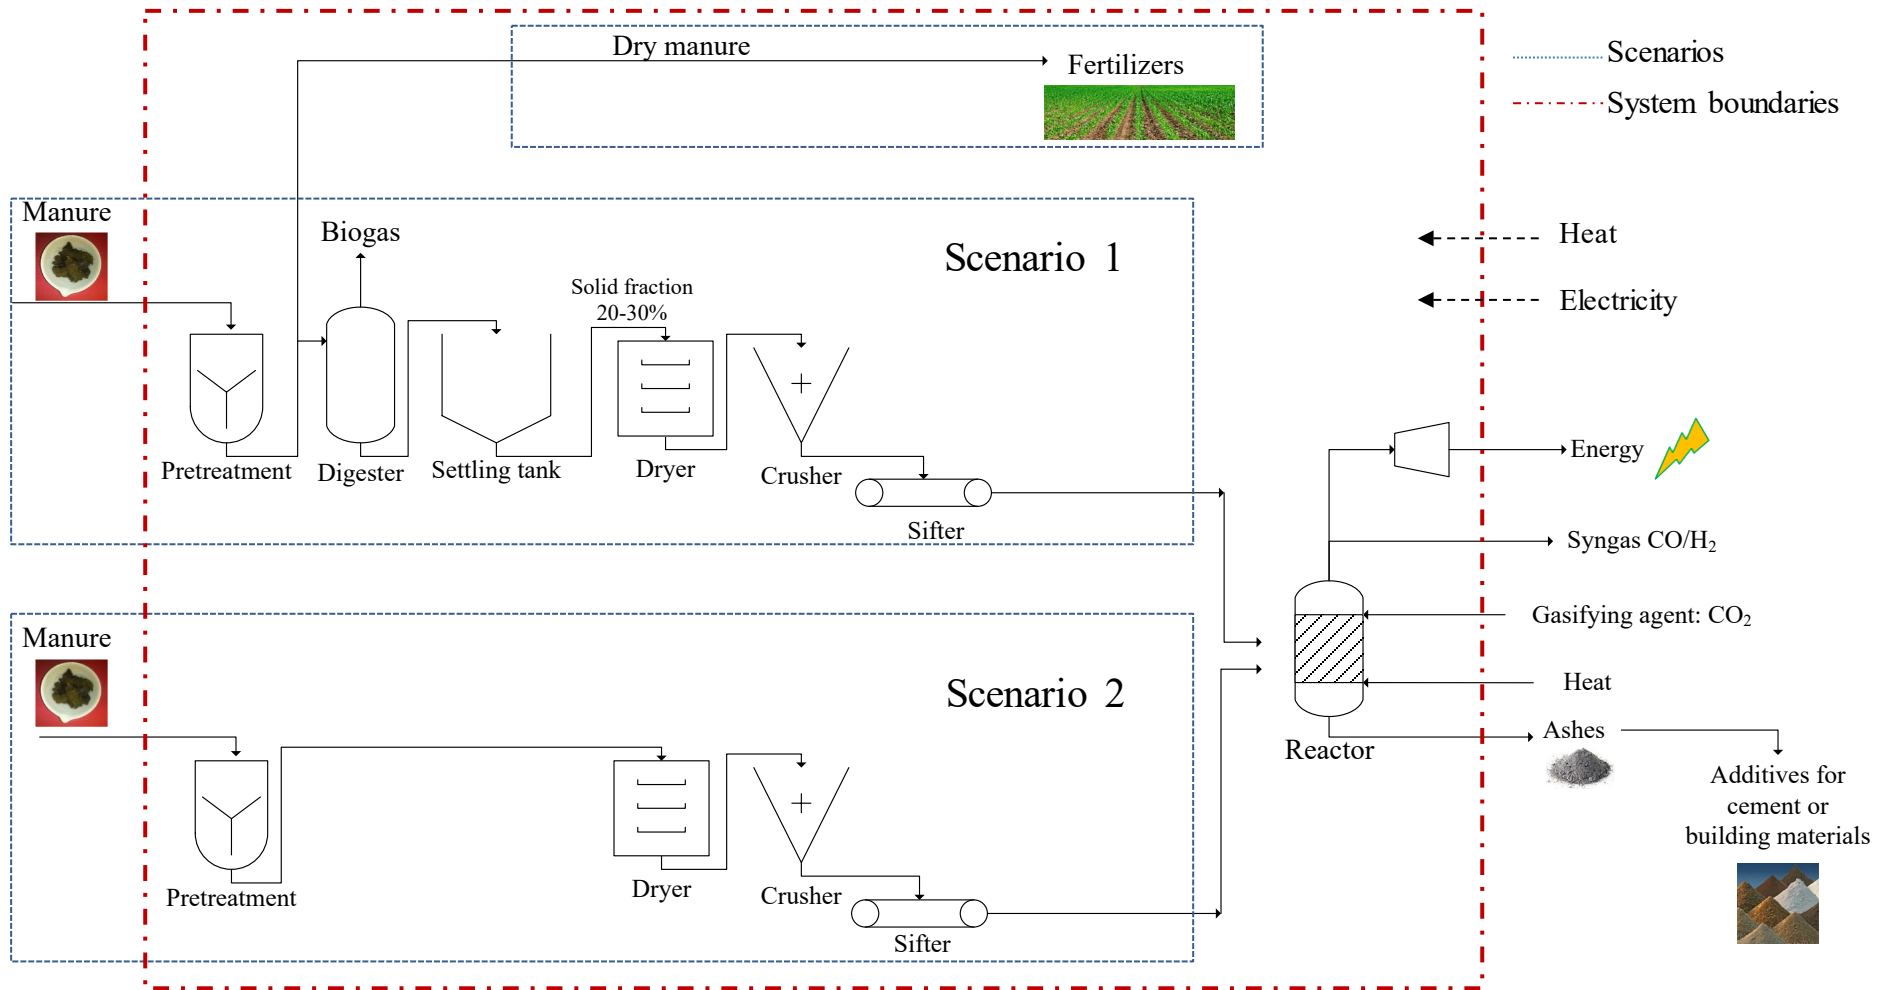 Dry manure
Fertilizers
Scenarios
System boundaries
Manure
Biogas
Scenario 1
Solid fraction
20-30%
Heat
Electricity
Pretreatment
Digester
Settling tank
Dryer
Crusher
Sifter
Energy
Syngas CO/H₂
Gasifying agent: CO₂
Heat
Reactor
Ashes
Additives for
cement or
building materials
Manure
Scenario 2
Pretreatment
Dryer
Crusher
Sifter